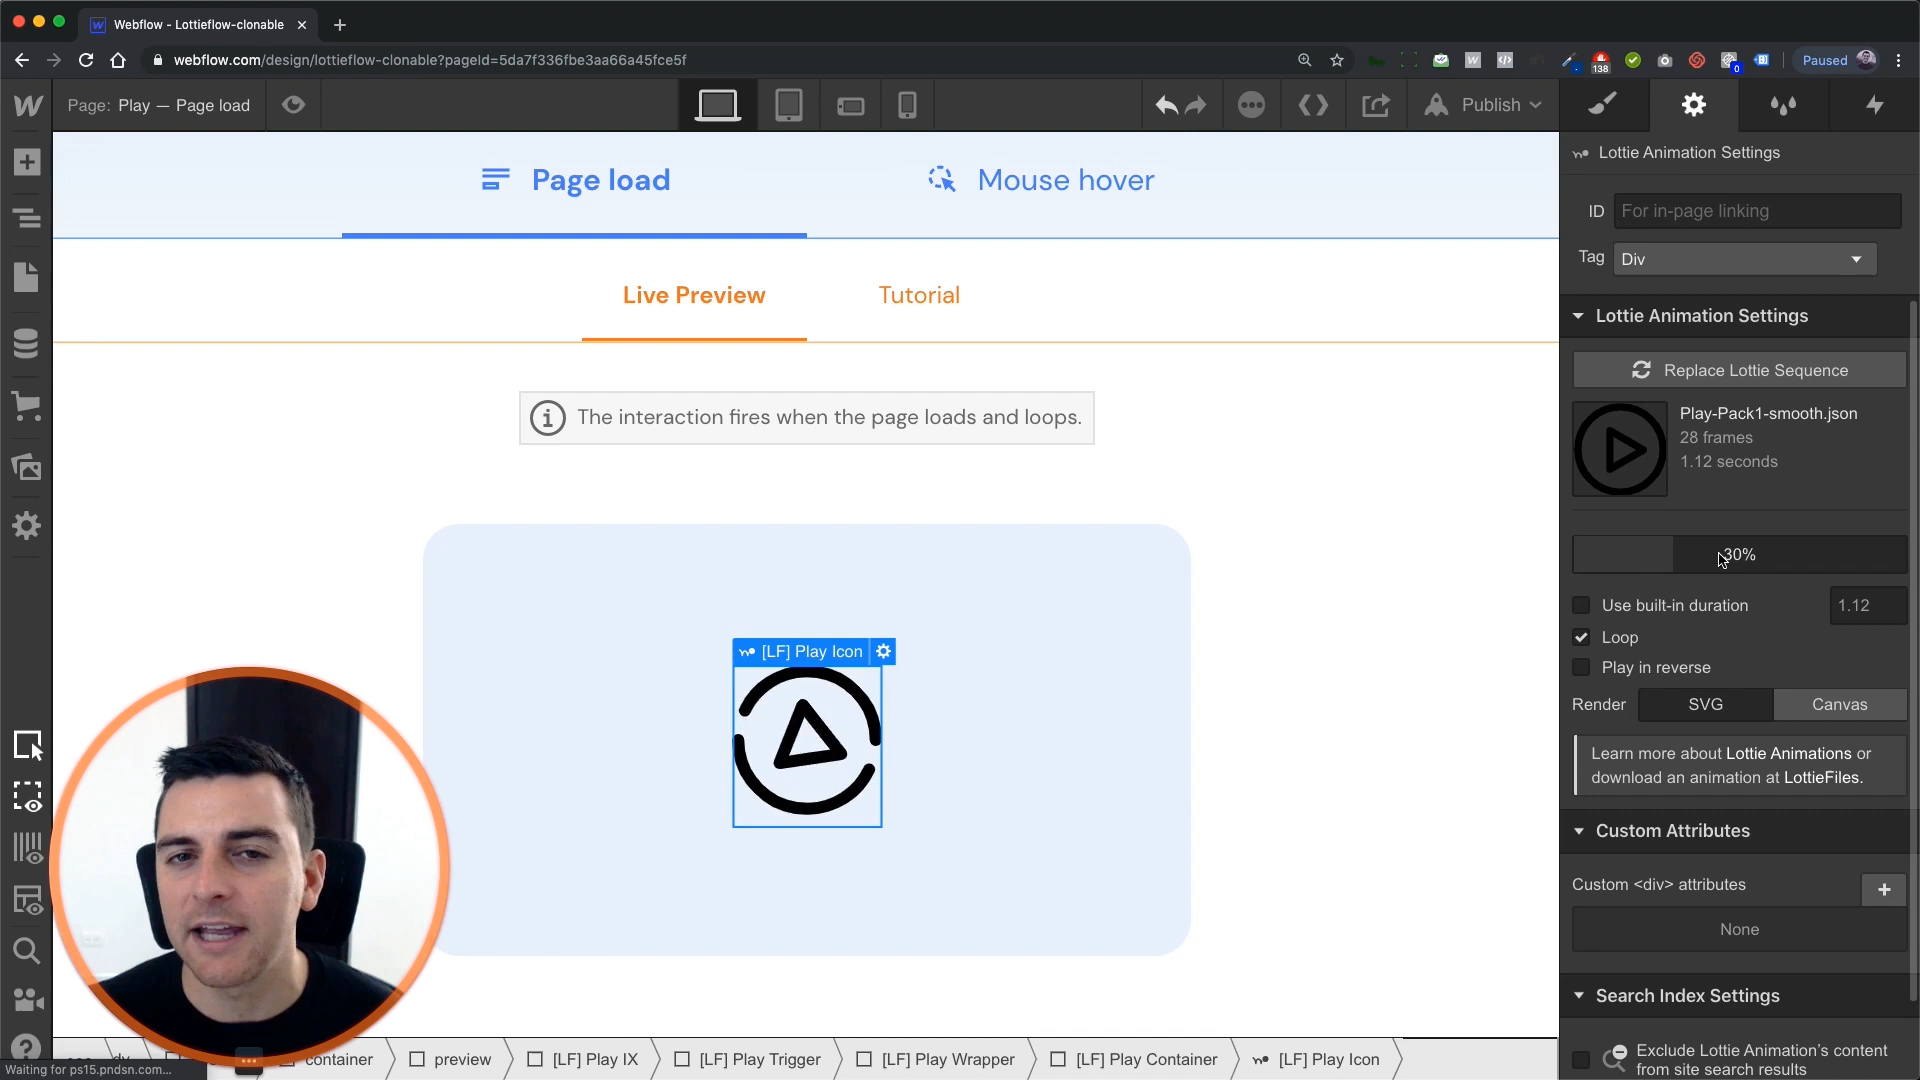 Webflow - Lottieflow-clonable
webflow.com/design/lottieflow-clonable?pageId=5da7f336fbe3aa66a45fce5f
138
0
Paused
Page: Play — Page load
Publish
Page load
Mouse hover
Live Preview
Tutorial
The interaction fires when the page loads and loops.
[LF] Play Icon
Lottie Animation Settings
ID
For in-page linking
Tag
Div
Lottie Animation Settings
Replace Lottie Sequence
Play-Pack1-smooth.json
28 frames
1.12 seconds
30%
Use built-in duration
1.12
Loop
Play in reverse
Render
SVG
Canvas
Learn more about Lottie Animations or
download an animation at LottieFiles.
Custom Attributes
Custom <div> attributes
None
Search Index Settings
Exclude Lottie Animation's content
from site search results
container
preview
[LF] Play IX
[LF] Play Trigger
[LF] Play Wrapper
[LF] Play Container
[LF] Play Icon
Waiting for ps15.pndsn.com...